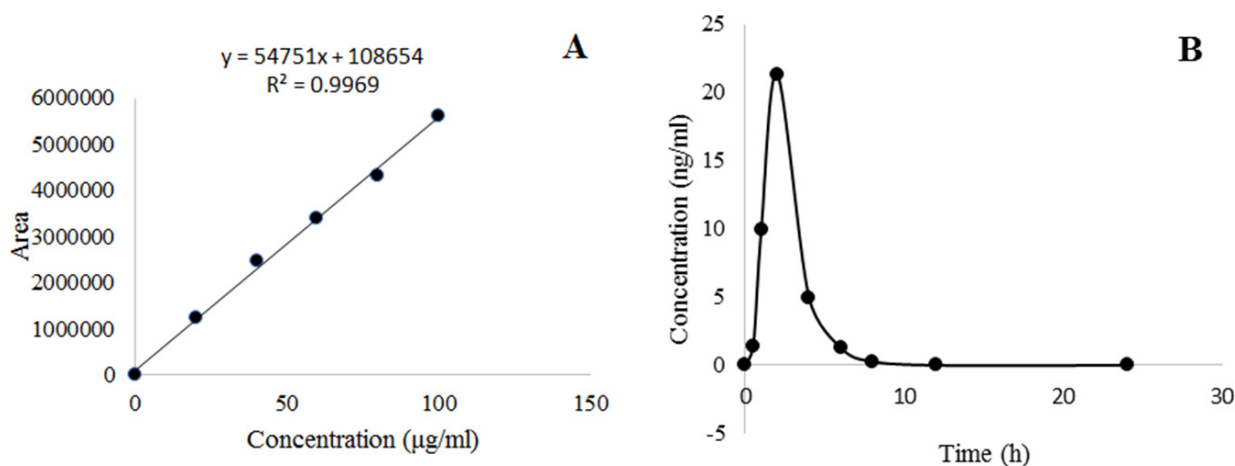 A
y = 54751x + 108654
R² = 0.9969
6000000
5000000
4000000
3000000
2000000
1000000
0
Area
0 50 100 150
Concentration (µg/ml)
B
25
20
15
10
5
0
-5
Concentration (ng/ml)
0 10 20 30
Time (h)